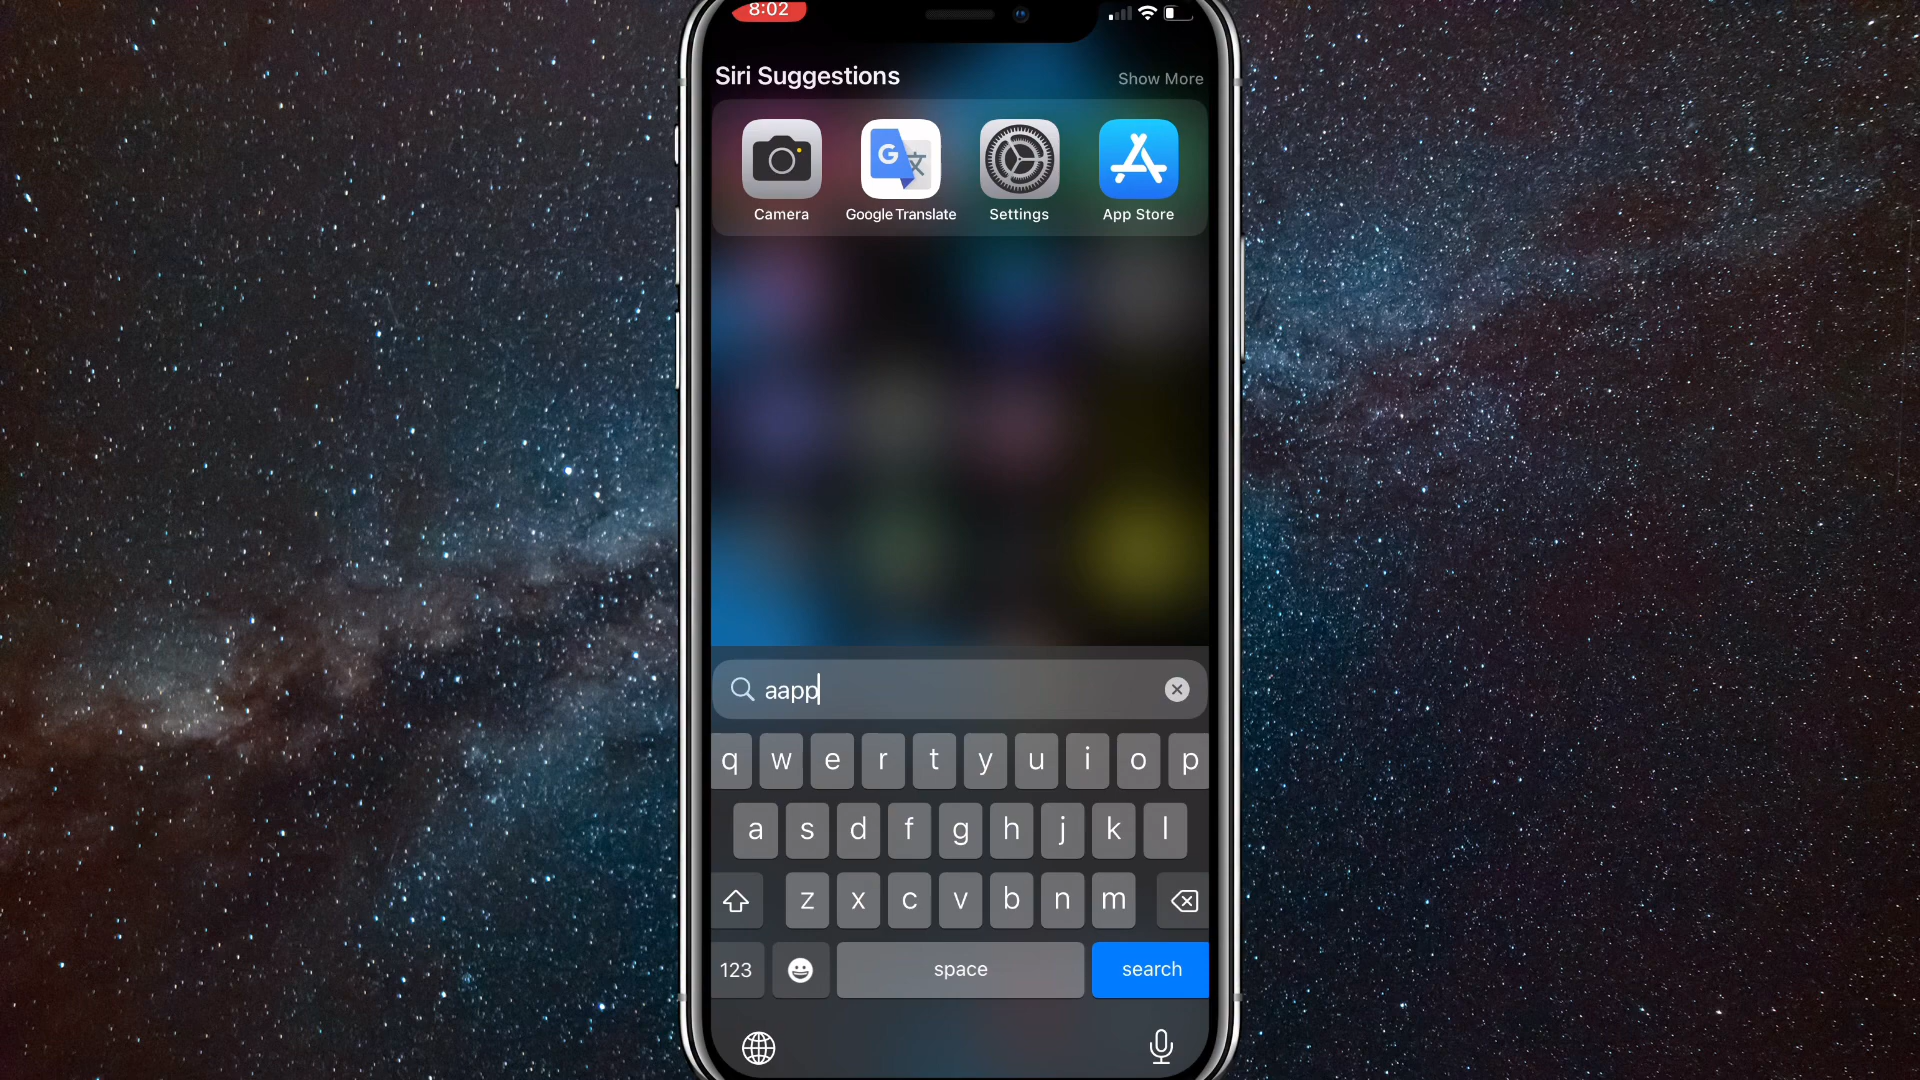 8:02
Siri Suggestions
Show More
Camera
Google Translate
Settings
App Store
aapp
q w e r t y u i o p
a s d f g h j k l
z x c v b n m
123
space
search